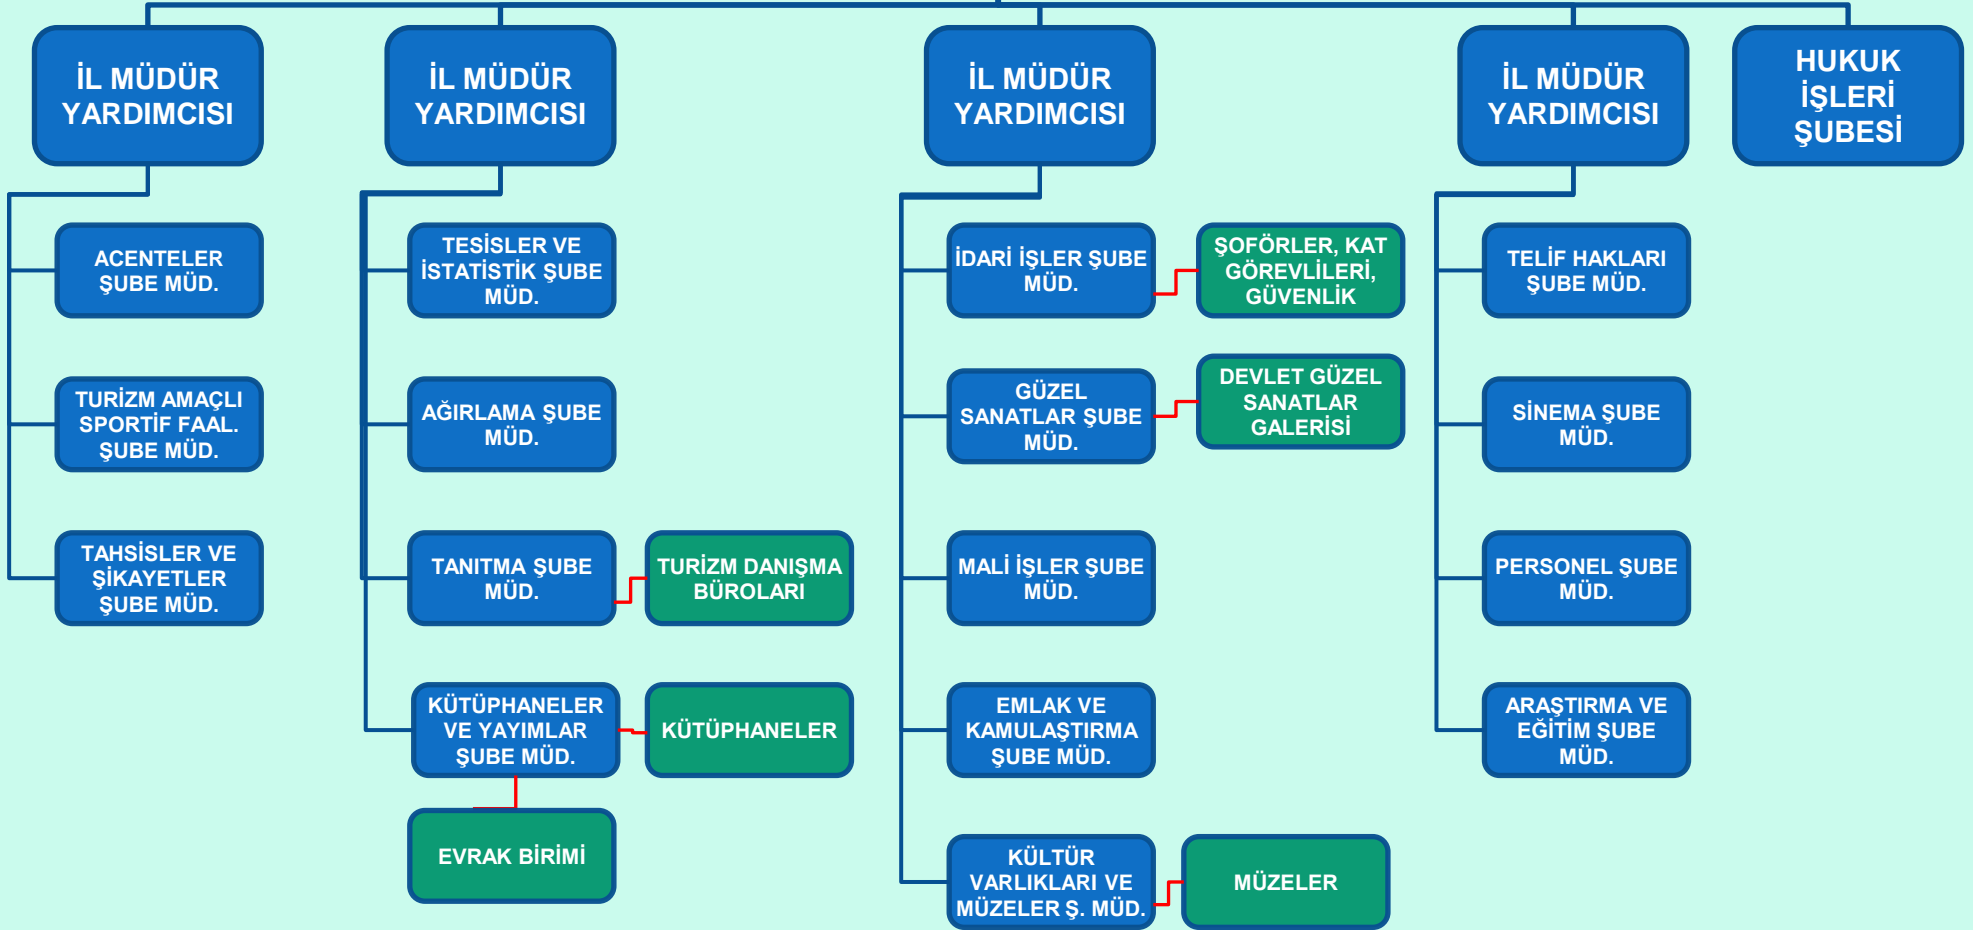 İL MÜDÜR
YARDIMCISI
İL MÜDÜR
YARDIMCISI
İL MÜDÜR
YARDIMCISI
İL MÜDÜR
YARDIMCISI
HUKUK
İŞLERİ
ŞUBESİ
ACENTELER
ŞUBE MÜD.
TURİZM AMAÇLI
SPORTİF FAAL.
ŞUBE MÜD.
TAHSİSLER VE
ŞİKAYETLER
ŞUBE MÜD.
TESİSLER VE
İSTATİSTİK ŞUBE
MÜD.
AĞIRLAMA ŞUBE
MÜD.
TANITMA ŞUBE
MÜD.
TURİZM DANIŞMA
BÜROLARI
KÜTÜPHANELER
VE YAYIMLAR
ŞUBE MÜD.
KÜTÜPHANELER
EVRAK BİRİMİ
İDARİ İŞLER ŞUBE
MÜD.
ŞOFÖRLER, KAT
GÖREVLİLERİ,
GÜVENLİK
GÜZEL
SANATLAR ŞUBE
MÜD.
DEVLET GÜZEL
SANATLAR
GALERİSİ
MALİ İŞLER ŞUBE
MÜD.
EMLAK VE
KAMULAŞTIRMA
ŞUBE MÜD.
KÜLTÜR
VARLIKLARI VE
MÜZELER Ş. MÜD.
MÜZELER
TELİF HAKLARI
ŞUBE MÜD.
SİNEMA ŞUBE
MÜD.
PERSONEL ŞUBE
MÜD.
ARAŞTIRMA VE
EĞİTİM ŞUBE
MÜD.